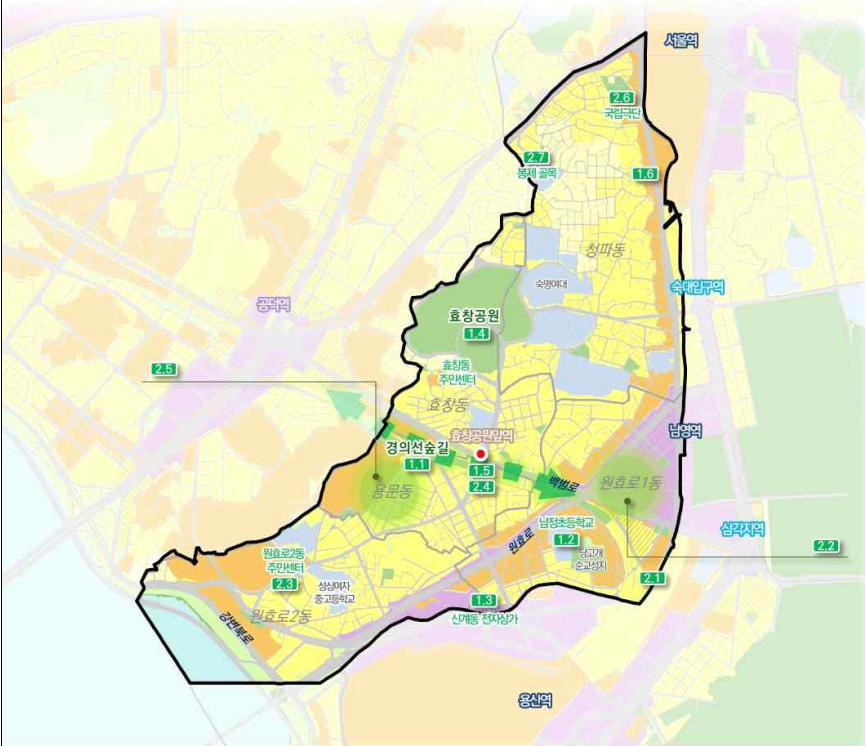 서울역
2.6
국립극단
2.7
봉제 골목
1.6
청파동
숙명여대
숙대입구역
공덕역
효창공원
1.4
2.5
효창동
주민센터
효창동
남영역
경의선숲길
1.1
효창공원앞역
1.5
2.4
백범로
원효로1동
용문동
삼각지역
남정초등학교
1.2
원효로
당고개
순교성지
2.2
원효로2동
주민센터
2.3
성심여자
중고등학교
2.1
1.3
신계동 전자상가
원효로2동
강변북로
용산역